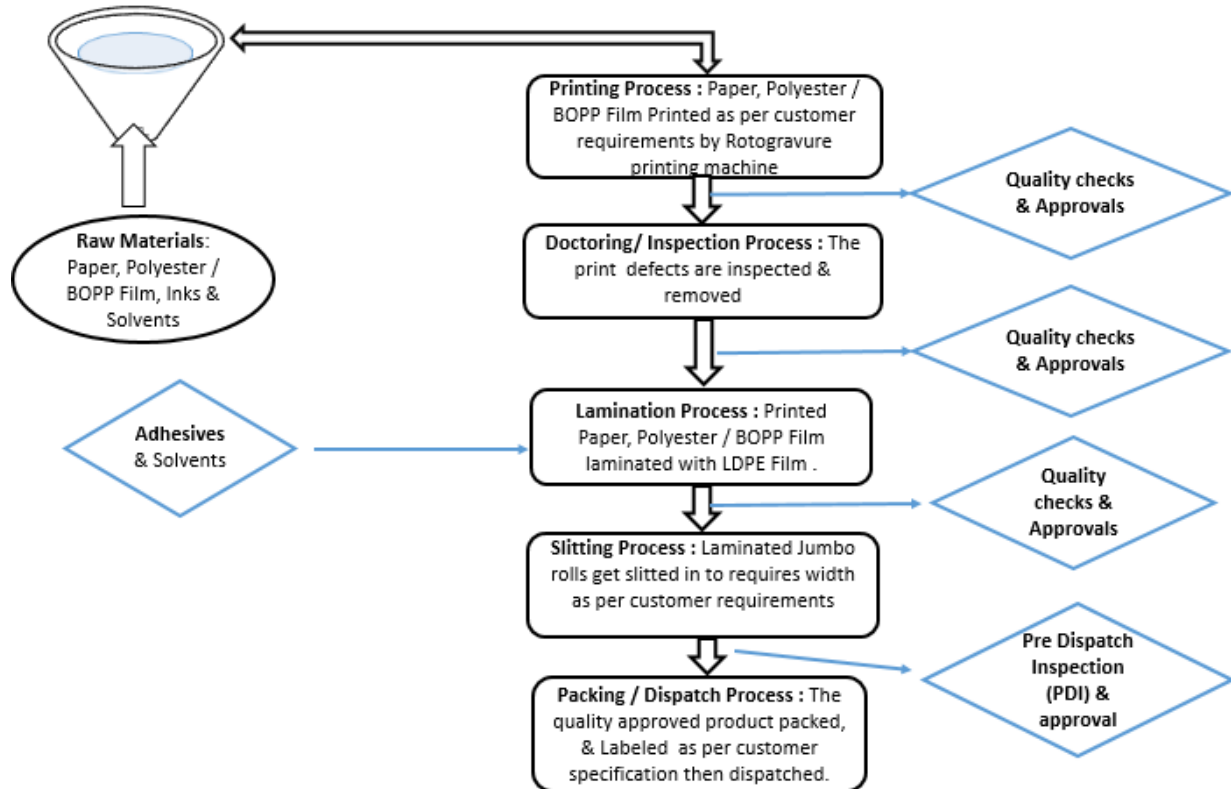 Printing Process : Paper, Polyester /
BOPP Film Printed as per customer
requirements by Rotogravure
printing machine
Quality checks
& Approvals
Raw Materials:
Paper, Polyester /
BOPP Film, Inks &
Solvents
Doctoring/ Inspection Process : The
print defects are inspected &
removed
Quality checks
& Approvals
Adhesives
& Solvents
Lamination Process : Printed
Paper, Polyester / BOPP Film
laminated with LDPE Film .
Quality
checks &
Approvals
Slitting Process : Laminated Jumbo
rolls get slitted in to requires width
as per customer requirements
Pre Dispatch
Inspection
(PDI) &
approval
Packing / Dispatch Process : The
quality approved product packed,
& Labeled as per customer
specification then dispatched.